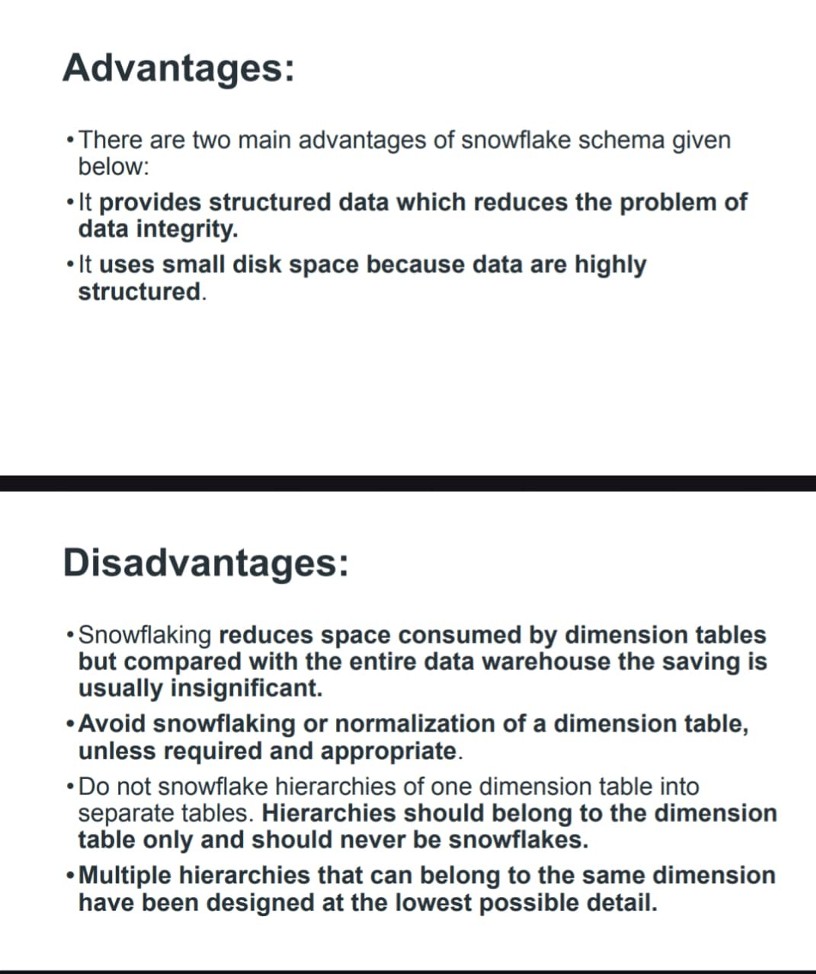 Advantages:
•There are two main advantages of snowflake schema given
below:
•It provides structured data which reduces the problem of
data integrity.
•It uses small disk space because data are highly
structured.
Disadvantages:
•Snowflaking reduces space consumed by dimension tables
but compared with the entire data warehouse the saving is
usually insignificant.
•Avoid snowflaking or normalization of a dimension table,
unless required and appropriate.
•Do not snowflake hierarchies of one dimension table into
separate tables. Hierarchies should belong to the dimension
table only and should never be snowflakes.
•Multiple hierarchies that can belong to the same dimension
have been designed at the lowest possible detail.